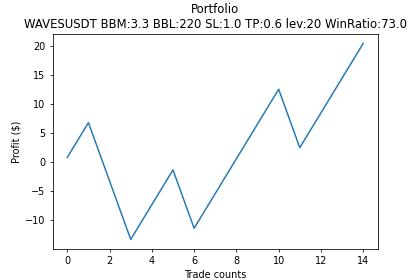 Portfolio
WAVESUSDT BBM:3.3 BBL:220 SL:1.0 TP:0.6 lev:20 WinRatio:73.0
20
15
10
5
0
−5
−10
Profit ($)
0 2 4 6 8 10 12 14
Trade counts